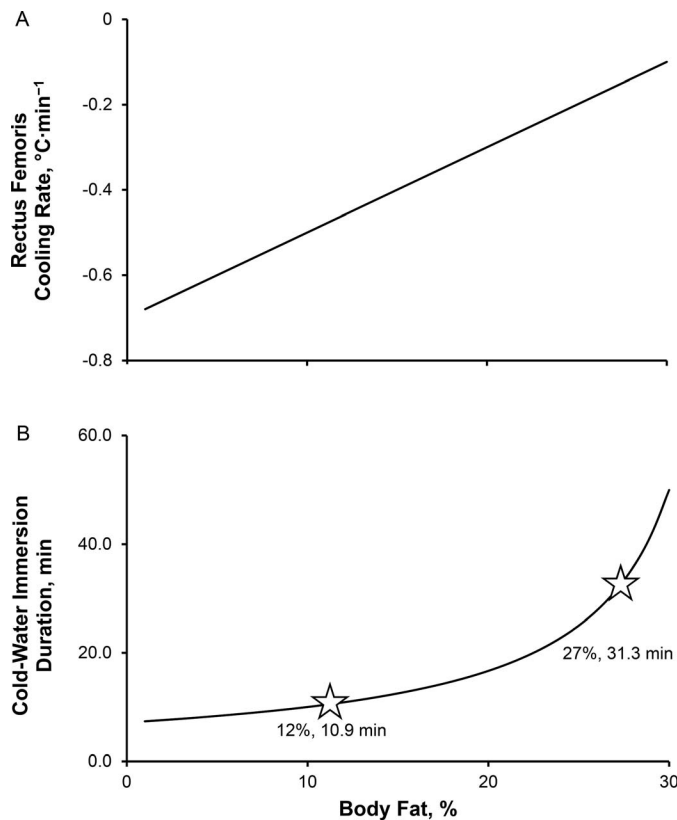 A
Rectus Femoris
Cooling Rate, °C·min⁻¹
0
-0.2
-0.4
-0.6
-0.8
B
Cold-Water Immersion
Duration, min
60.0
40.0
20.0
0.0
27%, 31.3 min
12%, 10.9 min
0
10
20
30
Body Fat, %